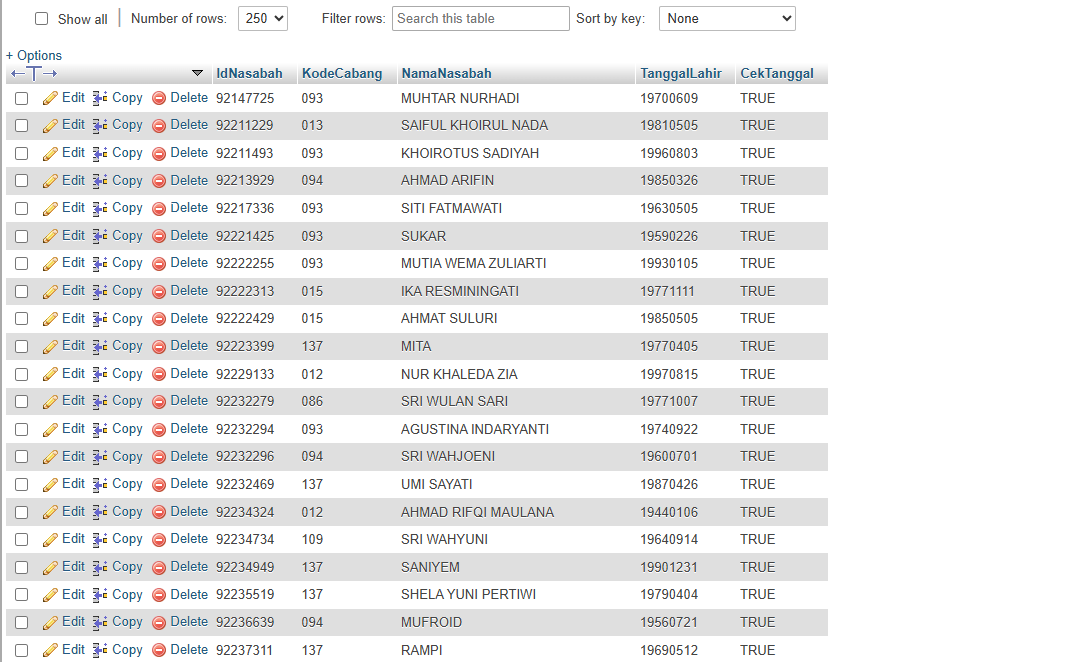 Show all Number of rows: 250 Filter rows: Search this table Sort by key: None
+ Options
←T→ IdNasabah KodeCabang NamaNasabah TanggalLahir CekTanggal
Edit Copy Delete 92147725 093 MUHTAR NURHADI 19700609 TRUE
Edit Copy Delete 92211229 013 SAIFUL KHOIRUL NADA 19810505 TRUE
Edit Copy Delete 92211493 093 KHOIROTUS SADIYAH 19960803 TRUE
Edit Copy Delete 92213929 094 AHMAD ARIFIN 19850326 TRUE
Edit Copy Delete 92217336 093 SITI FATMAWATI 19630505 TRUE
Edit Copy Delete 92221425 093 SUKAR 19590226 TRUE
Edit Copy Delete 92222255 093 MUTIA WEMA ZULIARTI 19930105 TRUE
Edit Copy Delete 92222313 015 IKA RESMININGATI 19771111 TRUE
Edit Copy Delete 92222429 015 AHMAT SULURI 19850505 TRUE
Edit Copy Delete 92223399 137 MITA 19770405 TRUE
Edit Copy Delete 92229133 012 NUR KHALEDA ZIA 19970815 TRUE
Edit Copy Delete 92232279 086 SRI WULAN SARI 19771007 TRUE
Edit Copy Delete 92232294 093 AGUSTINA INDARYANTI 19740922 TRUE
Edit Copy Delete 92232296 094 SRI WAHJOENI 19600701 TRUE
Edit Copy Delete 92232469 137 UMI SAYATI 19870426 TRUE
Edit Copy Delete 92234324 012 AHMAD RIFQI MAULANA 19440106 TRUE
Edit Copy Delete 92234734 109 SRI WAHYUNI 19640914 TRUE
Edit Copy Delete 92234949 137 SANIYEM 19901231 TRUE
Edit Copy Delete 92235519 137 SHELA YUNI PERTIWI 19790404 TRUE
Edit Copy Delete 92236639 094 MUFROID 19560721 TRUE
Edit Copy Delete 92237311 137 RAMPI 19690512 TRUE